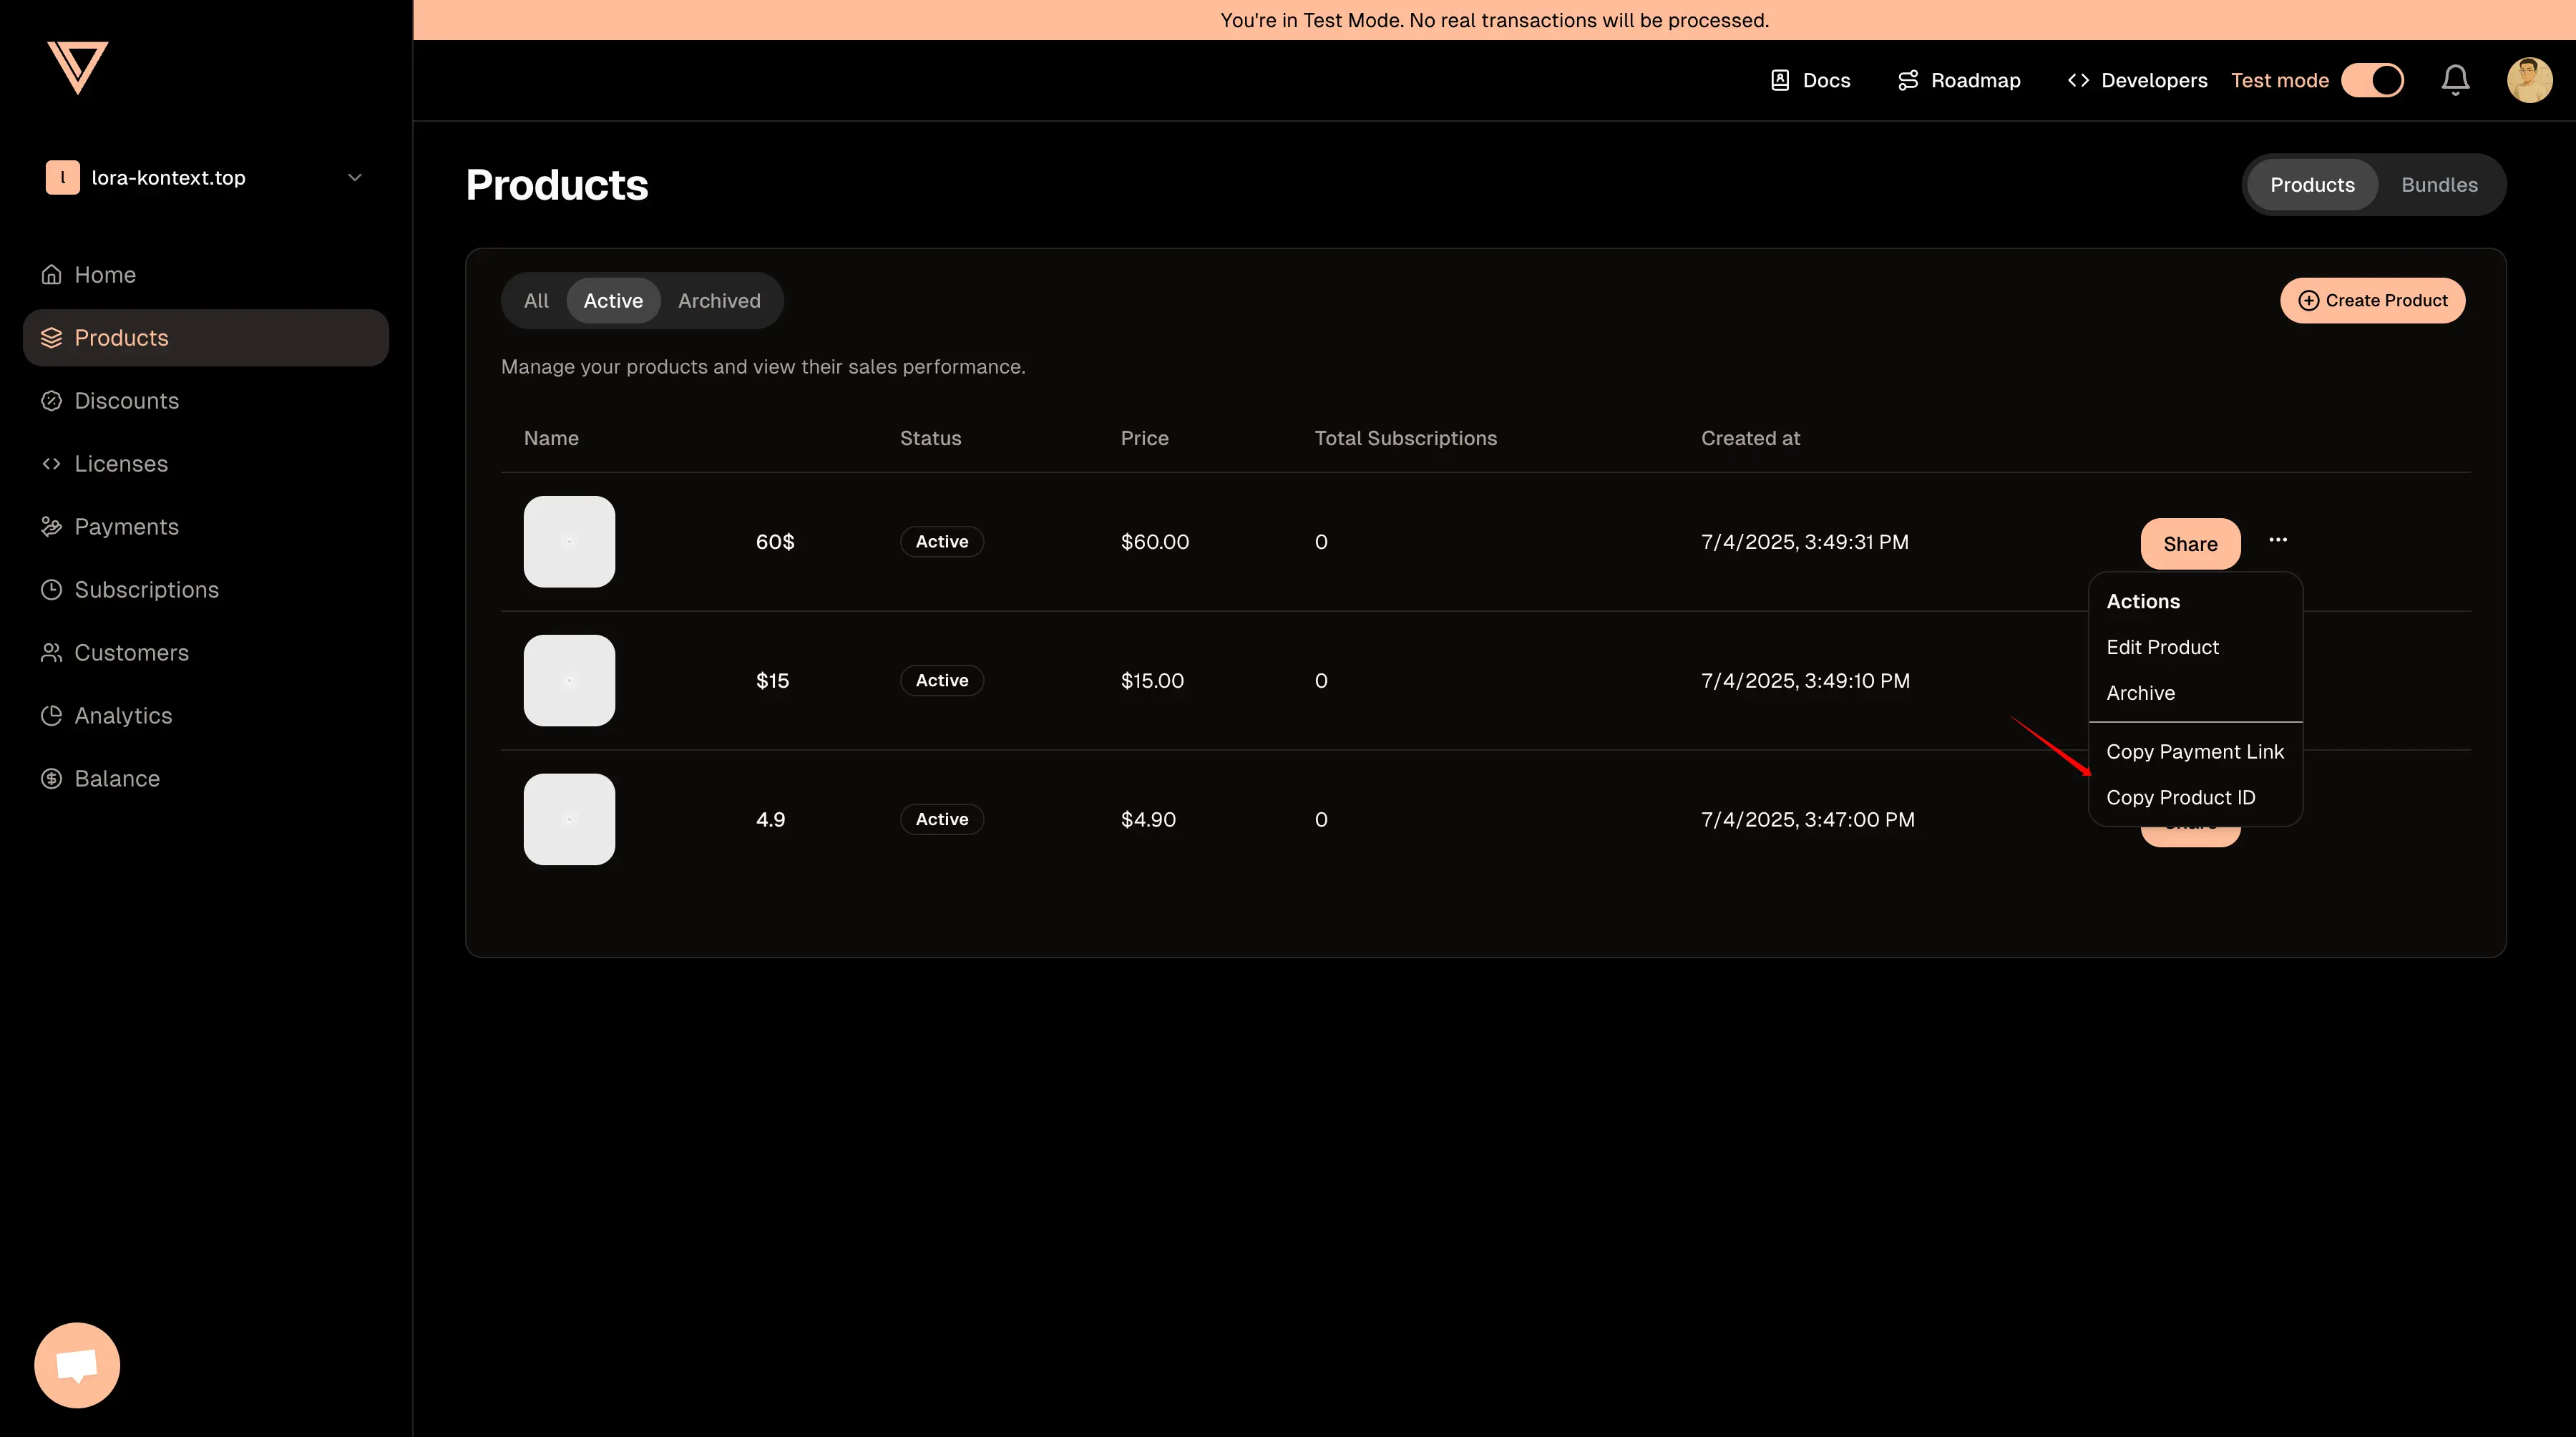 You're in Test Mode. No real transactions will be processed.
Docs
Roadmap
Developers
Test mode
l
lora-kontext.top
Home
Products
Discounts
Licenses
Payments
Subscriptions
Customers
Analytics
Balance
Products
Products
Bundles
All
Active
Archived
Create Product
Manage your products and view their sales performance.
Name
Status
Price
Total Subscriptions
Created at
60$
Active
$60.00
0
7/4/2025, 3:49:31 PM
Share
Actions
Edit Product
Archive
Copy Payment Link
Copy Product ID
$15
Active
$15.00
0
7/4/2025, 3:49:10 PM
4.9
Active
$4.90
0
7/4/2025, 3:47:00 PM